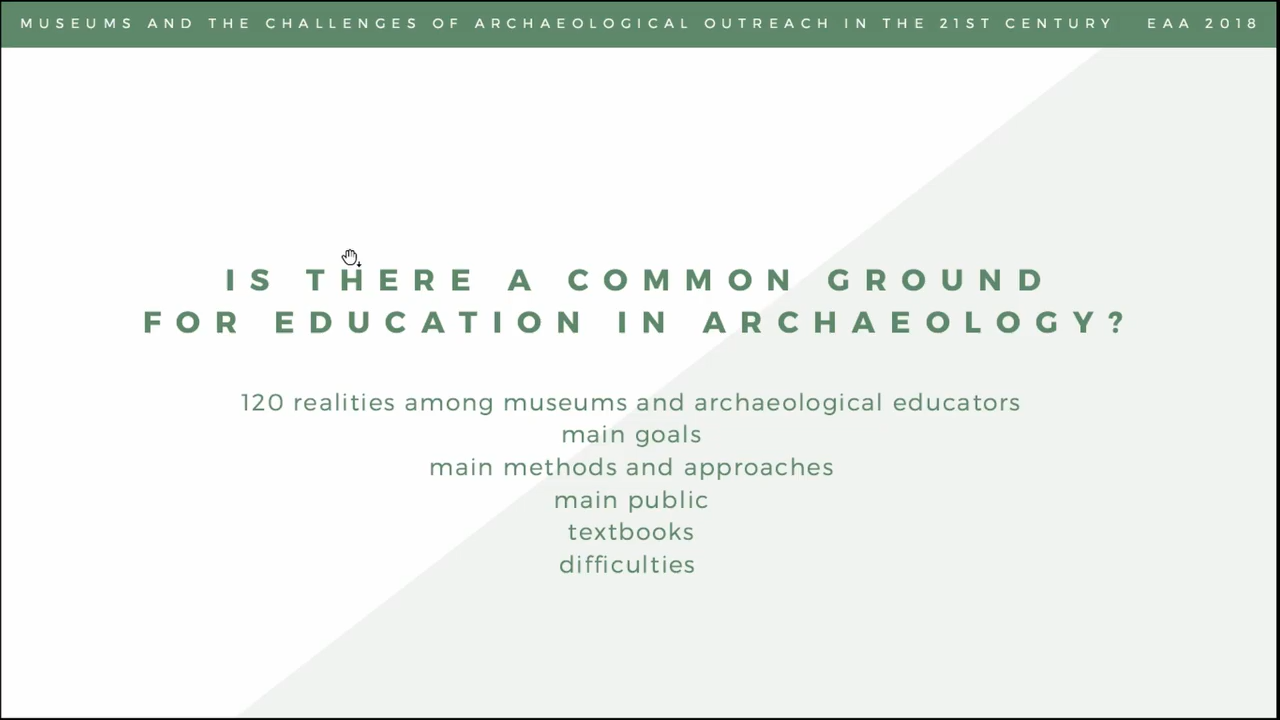 MUSEUMS AND THE CHALLENGES OF ARCHAEOLOGICAL OUTREACH IN THE 21ST CENTURY EAA 2018
IS THERE A COMMON GROUND
FOR EDUCATION IN ARCHAEOLOGY?
120 realities among museums and archaeological educators
main goals
main methods and approaches
main public
textbooks
difficulties